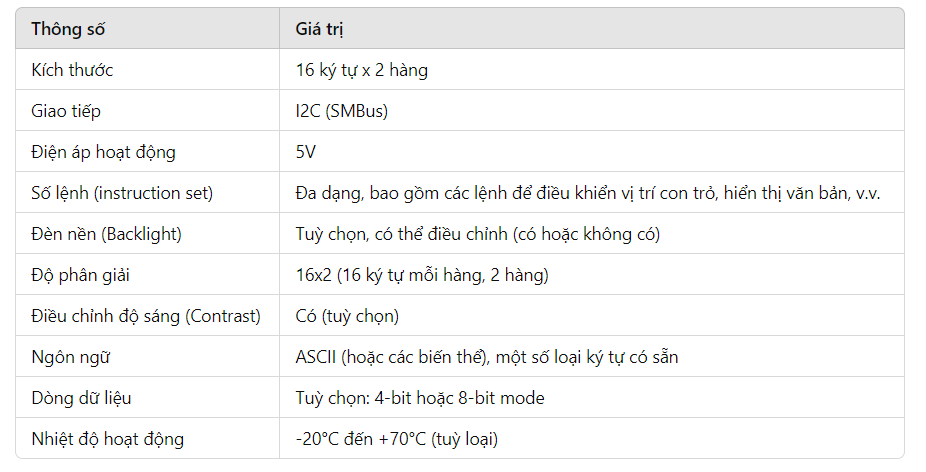 Thông số Giá trị
Kích thước 16 ký tự x 2 hàng
Giao tiếp I2C (SMBus)
Điện áp hoạt động 5V
Số lệnh (instruction set) Đa dạng, bao gồm các lệnh để điều khiển vị trí con trỏ, hiển thị văn bản, v.v.
Đèn nền (Backlight) Tuỳ chọn, có thể điều chỉnh (có hoặc không có)
Độ phân giải 16x2 (16 ký tự mỗi hàng, 2 hàng)
Điều chỉnh độ sáng (Contrast) Có (tuỳ chọn)
Ngôn ngữ ASCII (hoặc các biến thể), một số loại ký tự có sẵn
Dòng dữ liệu Tuỳ chọn: 4-bit hoặc 8-bit mode
Nhiệt độ hoạt động -20°C đến +70°C (tuỳ loại)